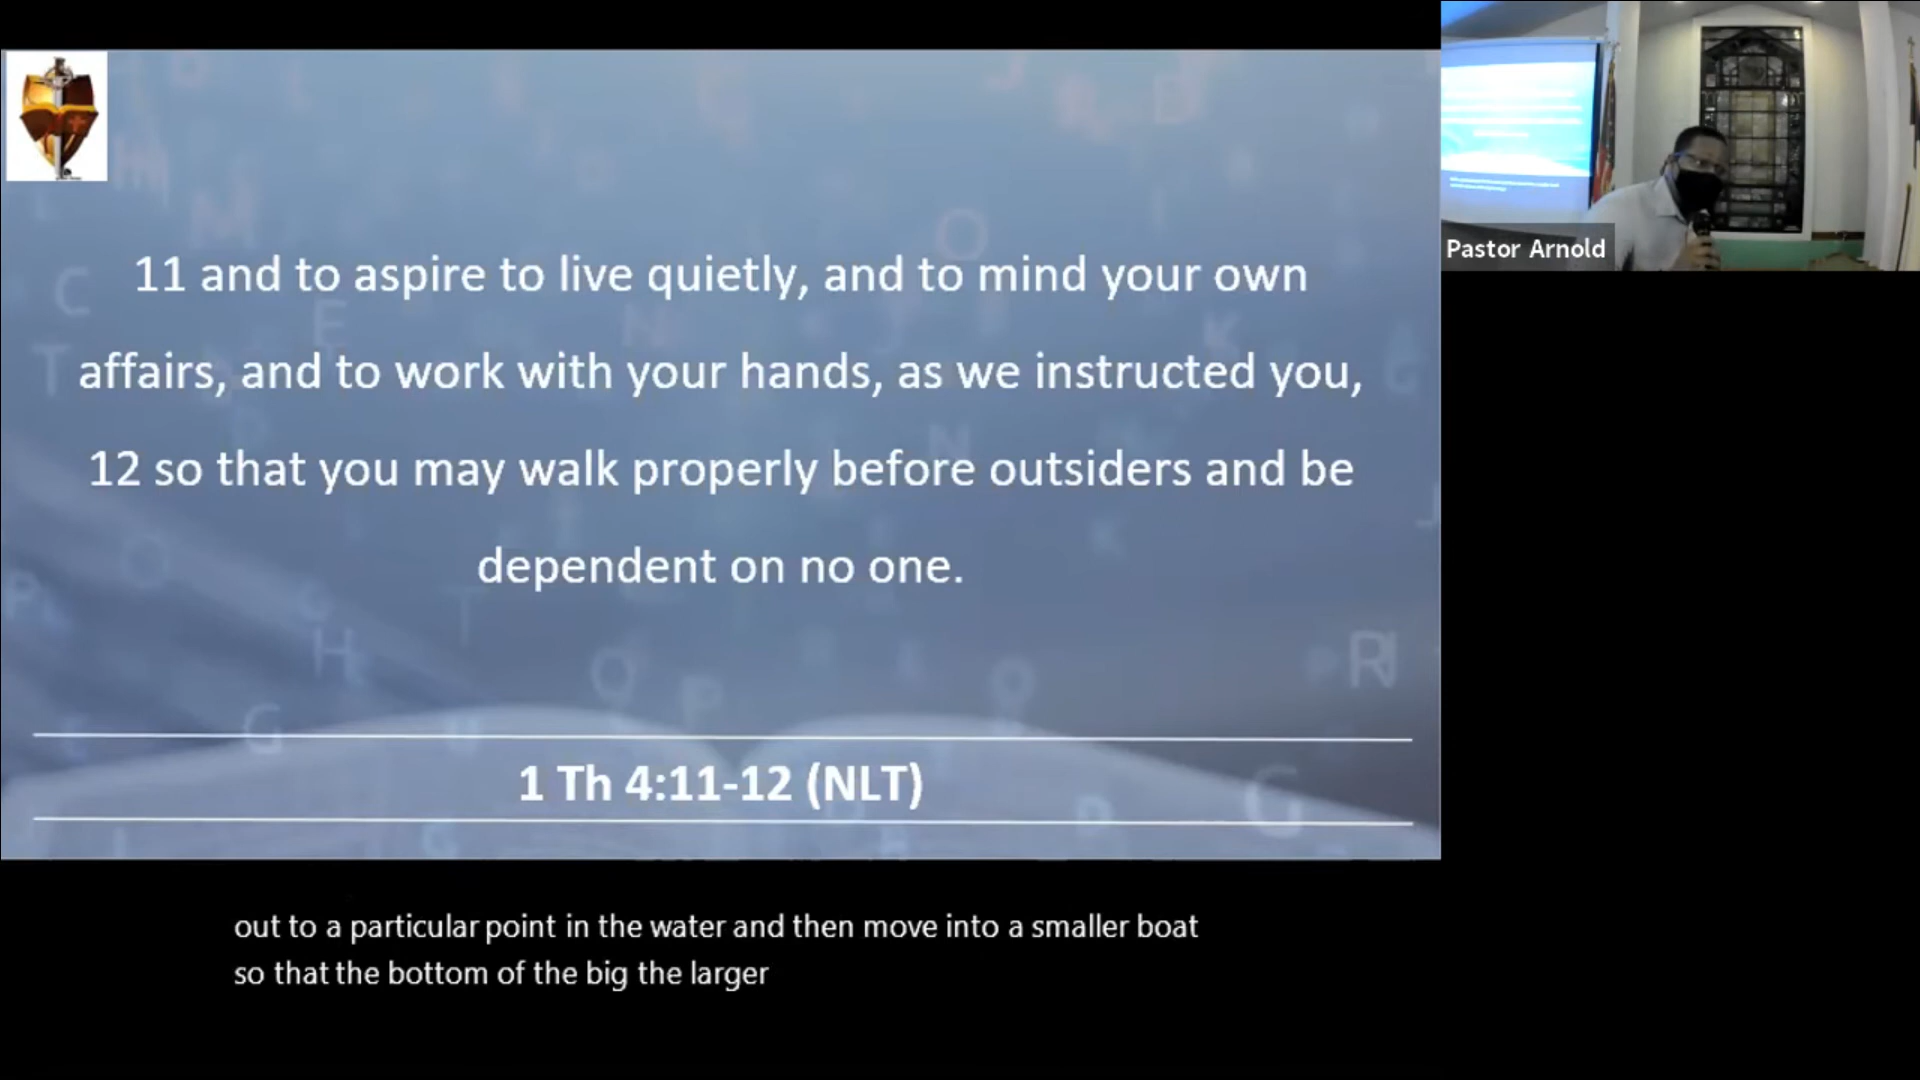 11 and to aspire to live quietly, and to mind your own
affairs, and to work with your hands, as we instructed you,
12 so that you may walk properly before outsiders and be
dependent on no one.
1 Th 4:11-12 (NLT)
Pastor Arnold
out to a particular point in the water and then move into a smaller boat
so that the bottom of the big the larger